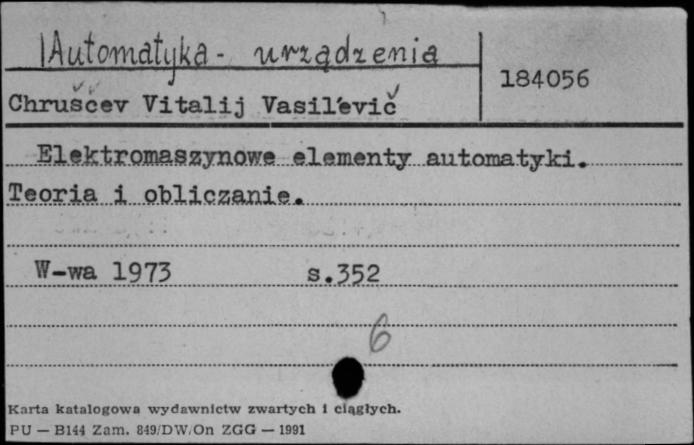 Automatyka - urządzenia
184056
Chruščev Vitalij Vasil'evič
Elektromaszynowe elementy automatyki.
Teoria i obliczanie.
W-wa 1973 s.352
6
Karta katalogowa wydawnictw zwartych i ciągłych.
PU — B144 Zam. 849/DW/On ZGG — 1991